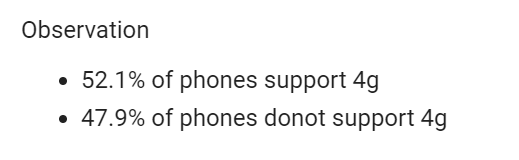 Observation
• 52.1% of phones support 4g
• 47.9% of phones donot support 4g